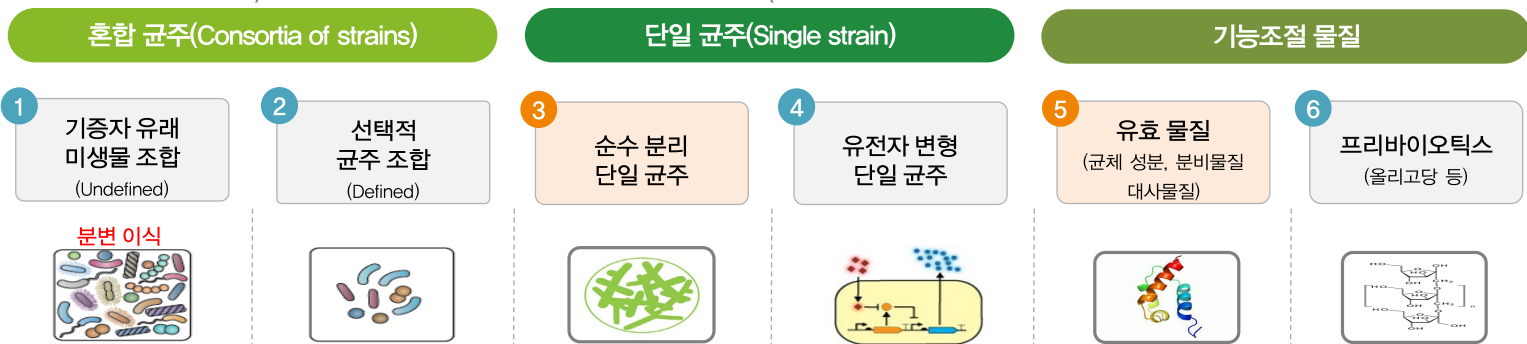 혼합 균주(Consortia of strains)
단일 균주(Single strain)
기능조절 물질
1
기증자 유래
미생물 조합
(Undefined)
분변 이식
2
선택적
균주 조합
(Defined)
3
순수 분리
단일 균주
4
유전자 변형
단일 균주
5
유효 물질
(균체 성분, 분비물질
대사물질)
6
프리바이오틱스
(올리고당 등)